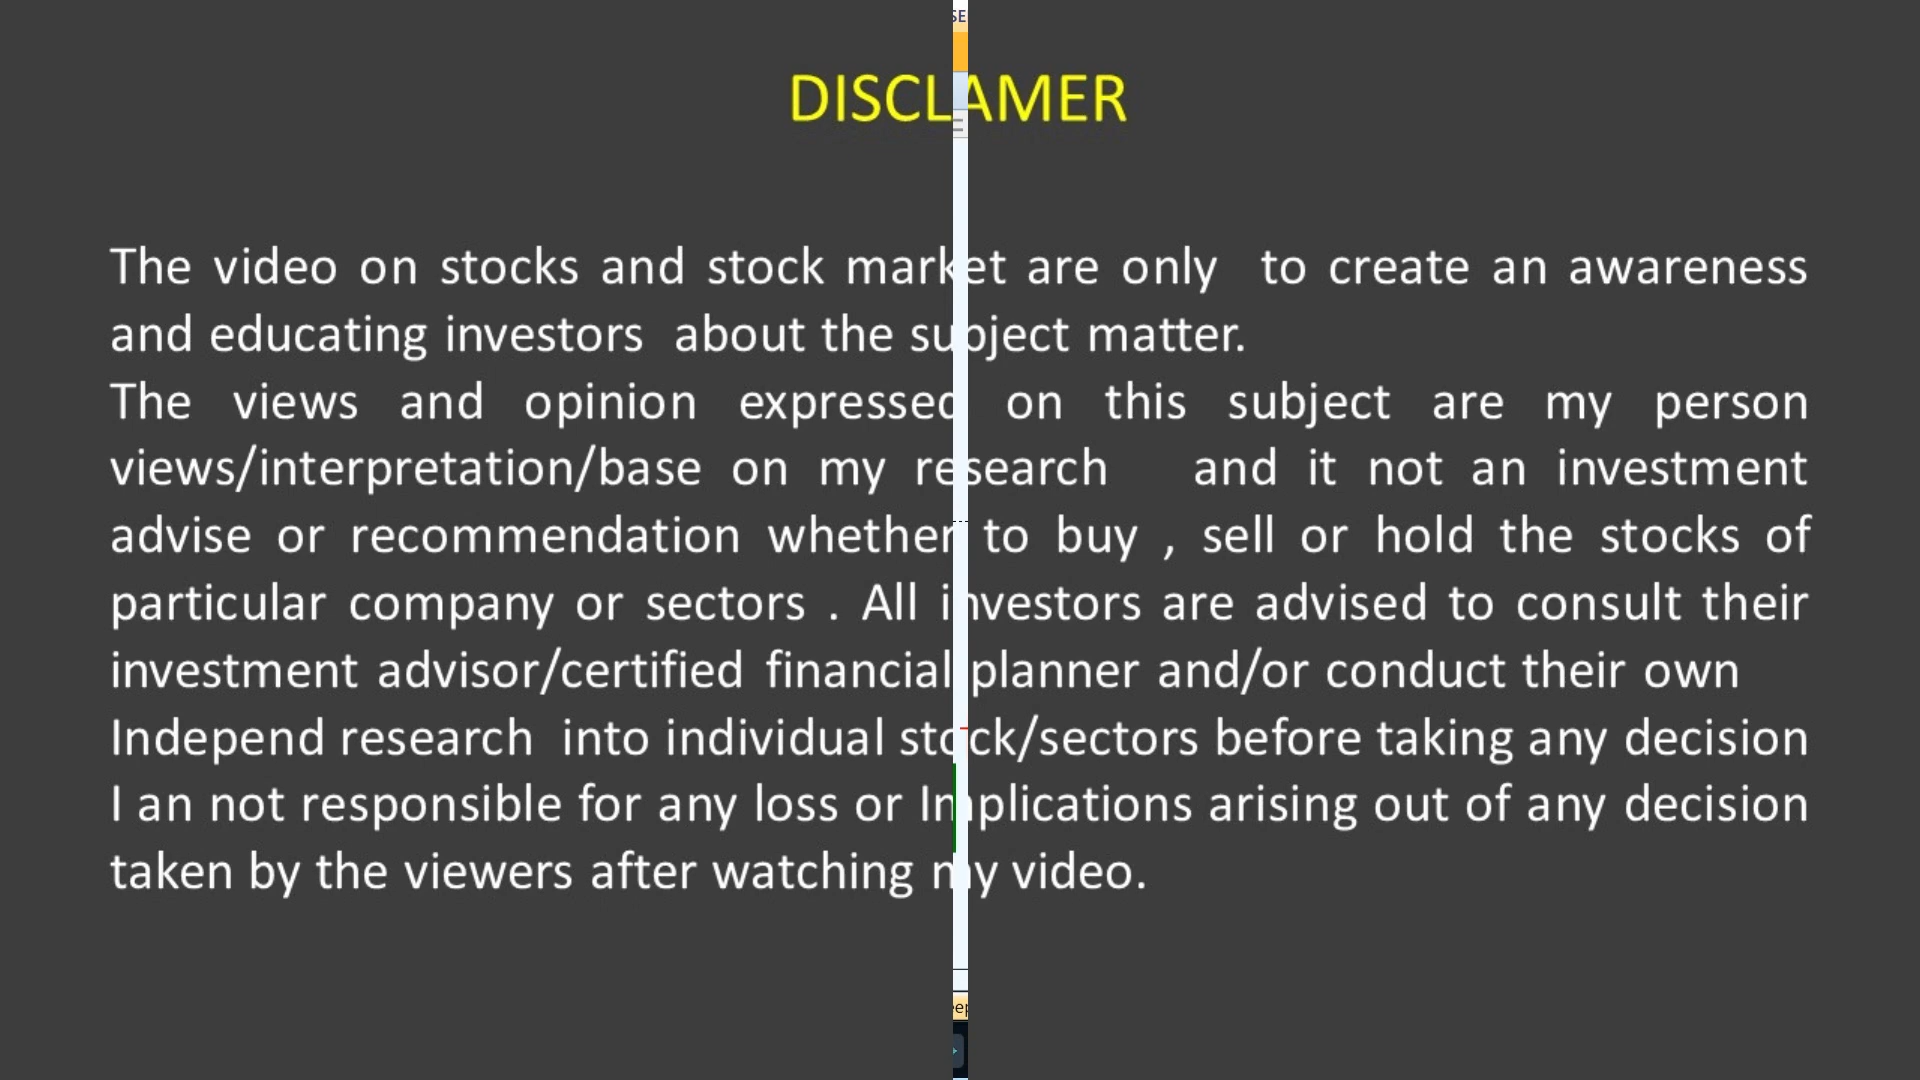 DISCLAMER
The video on stocks and stock market are only to create an awareness
and educating investors about the subject matter.
The views and opinion expressed on this subject are my person
views/interpretation/base on my research and it not an investment
advise or recommendation whether to buy , sell or hold the stocks of
particular company or sectors . All investors are advised to consult their
investment advisor/certified financial planner and/or conduct their own
Independ research into individual stock/sectors before taking any decision
I an not responsible for any loss or Implications arising out of any decision
taken by the viewers after watching my video.